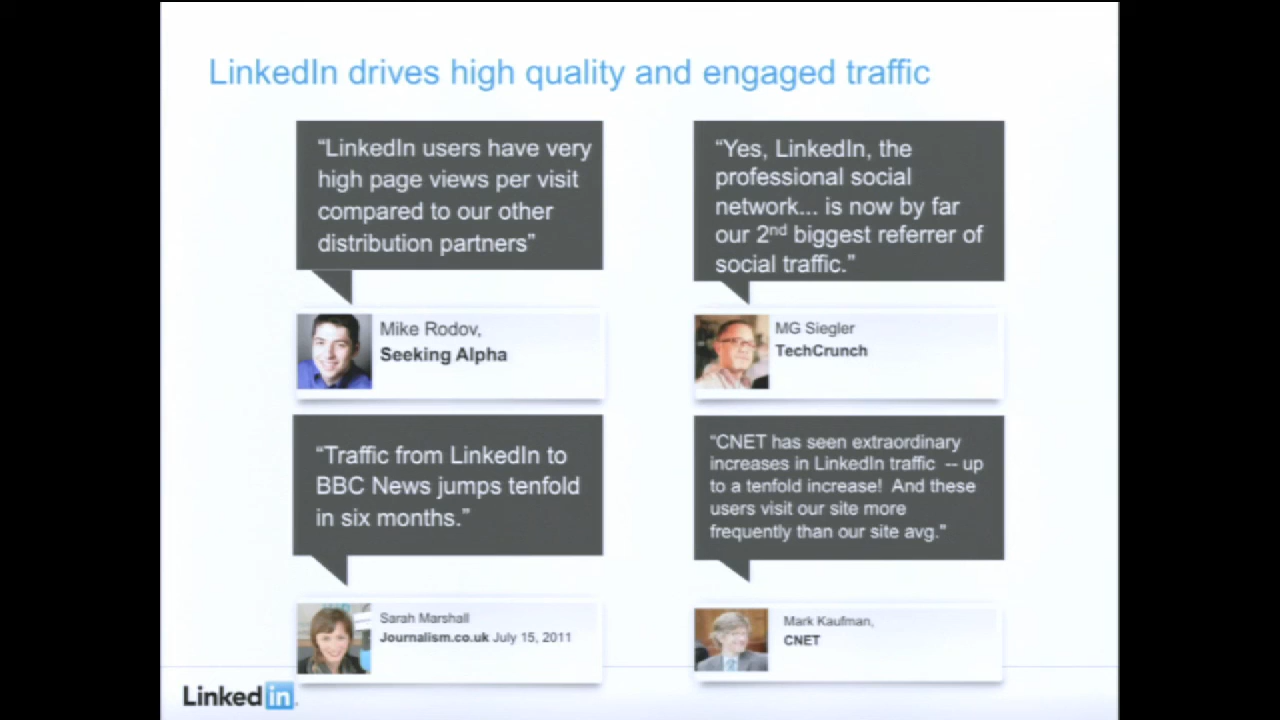 LinkedIn drives high quality and engaged traffic
“LinkedIn users have very
high page views per visit
compared to our other
distribution partners”
Mike Rodov,
Seeking Alpha
“Yes, LinkedIn, the
professional social
network... is now by far
our 2nd biggest referrer of
social traffic.”
MG Siegler
TechCrunch
“Traffic from LinkedIn to
BBC News jumps tenfold
in six months.”
Sarah Marshall
Journalism.co.uk July 15, 2011
“CNET has seen extraordinary
increases in LinkedIn traffic -- up
to a tenfold increase! And these
users visit our site more
frequently than our site avg.”
Mark Kaufman,
CNET
Linked in